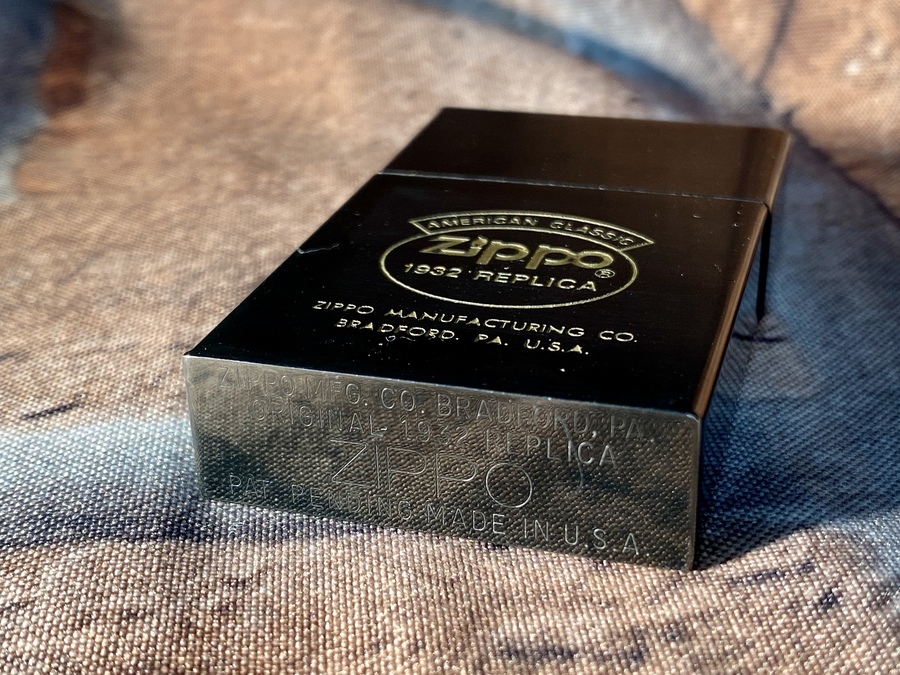 AMERICAN CLASSIC
Zippo®
1932 REPLICA
ZIPPO MANUFACTURING CO.
BRADFORD. PA. U.S.A.
ZIPPO MFG. CO. BRADFORD, PA.
ORIGINAL 1932 REPLICA
ZIPPO
PAT. PENDING MADE IN U.S.A.